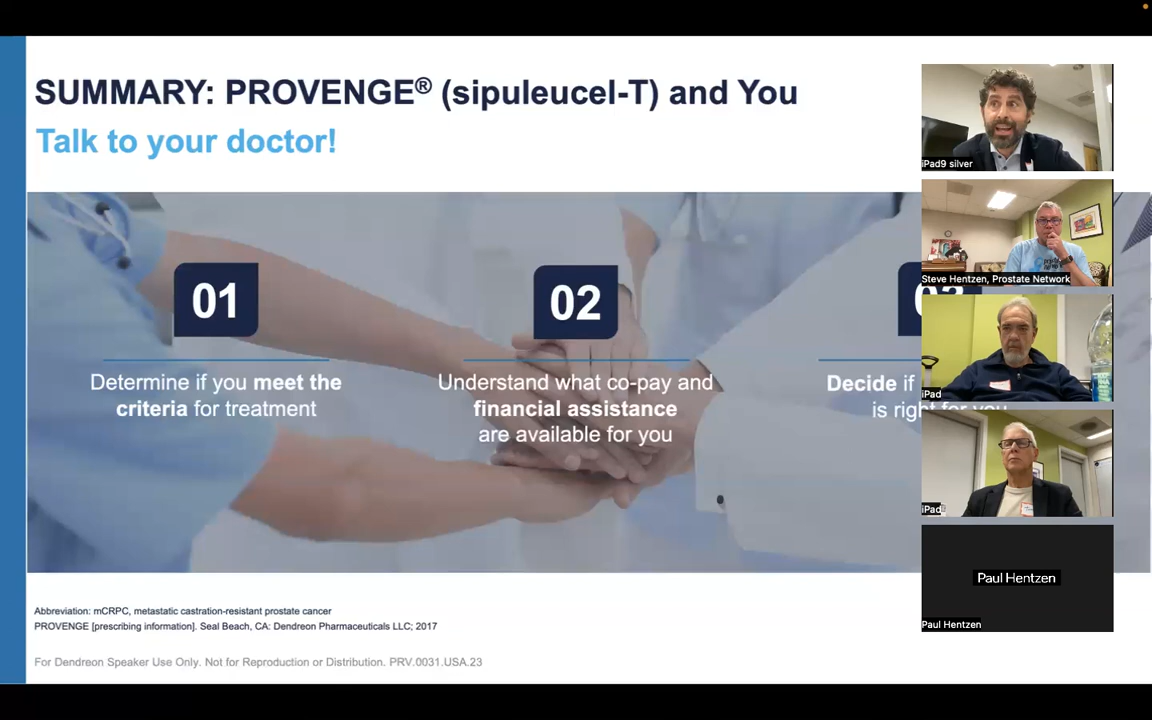 SUMMARY: PROVENGE® (sipuleucel-T) and You
Talk to your doctor!
01
Determine if you meet the
criteria for treatment
02
Understand what co-pay and
financial assistance
are available for you
Decide if
is right for you
Abbreviation: mCRPC, metastatic castration-resistant prostate cancer
PROVENGE [prescribing information]. Seal Beach, CA: Dendreon Pharmaceuticals LLC; 2017
For Dendreon Speaker Use Only. Not for Reproduction or Distribution. PRV.0031.USA.23
iPad9 silver
Steve Hentzen, Prostate Network
iPad
iPad
Paul Hentzen
Paul Hentzen